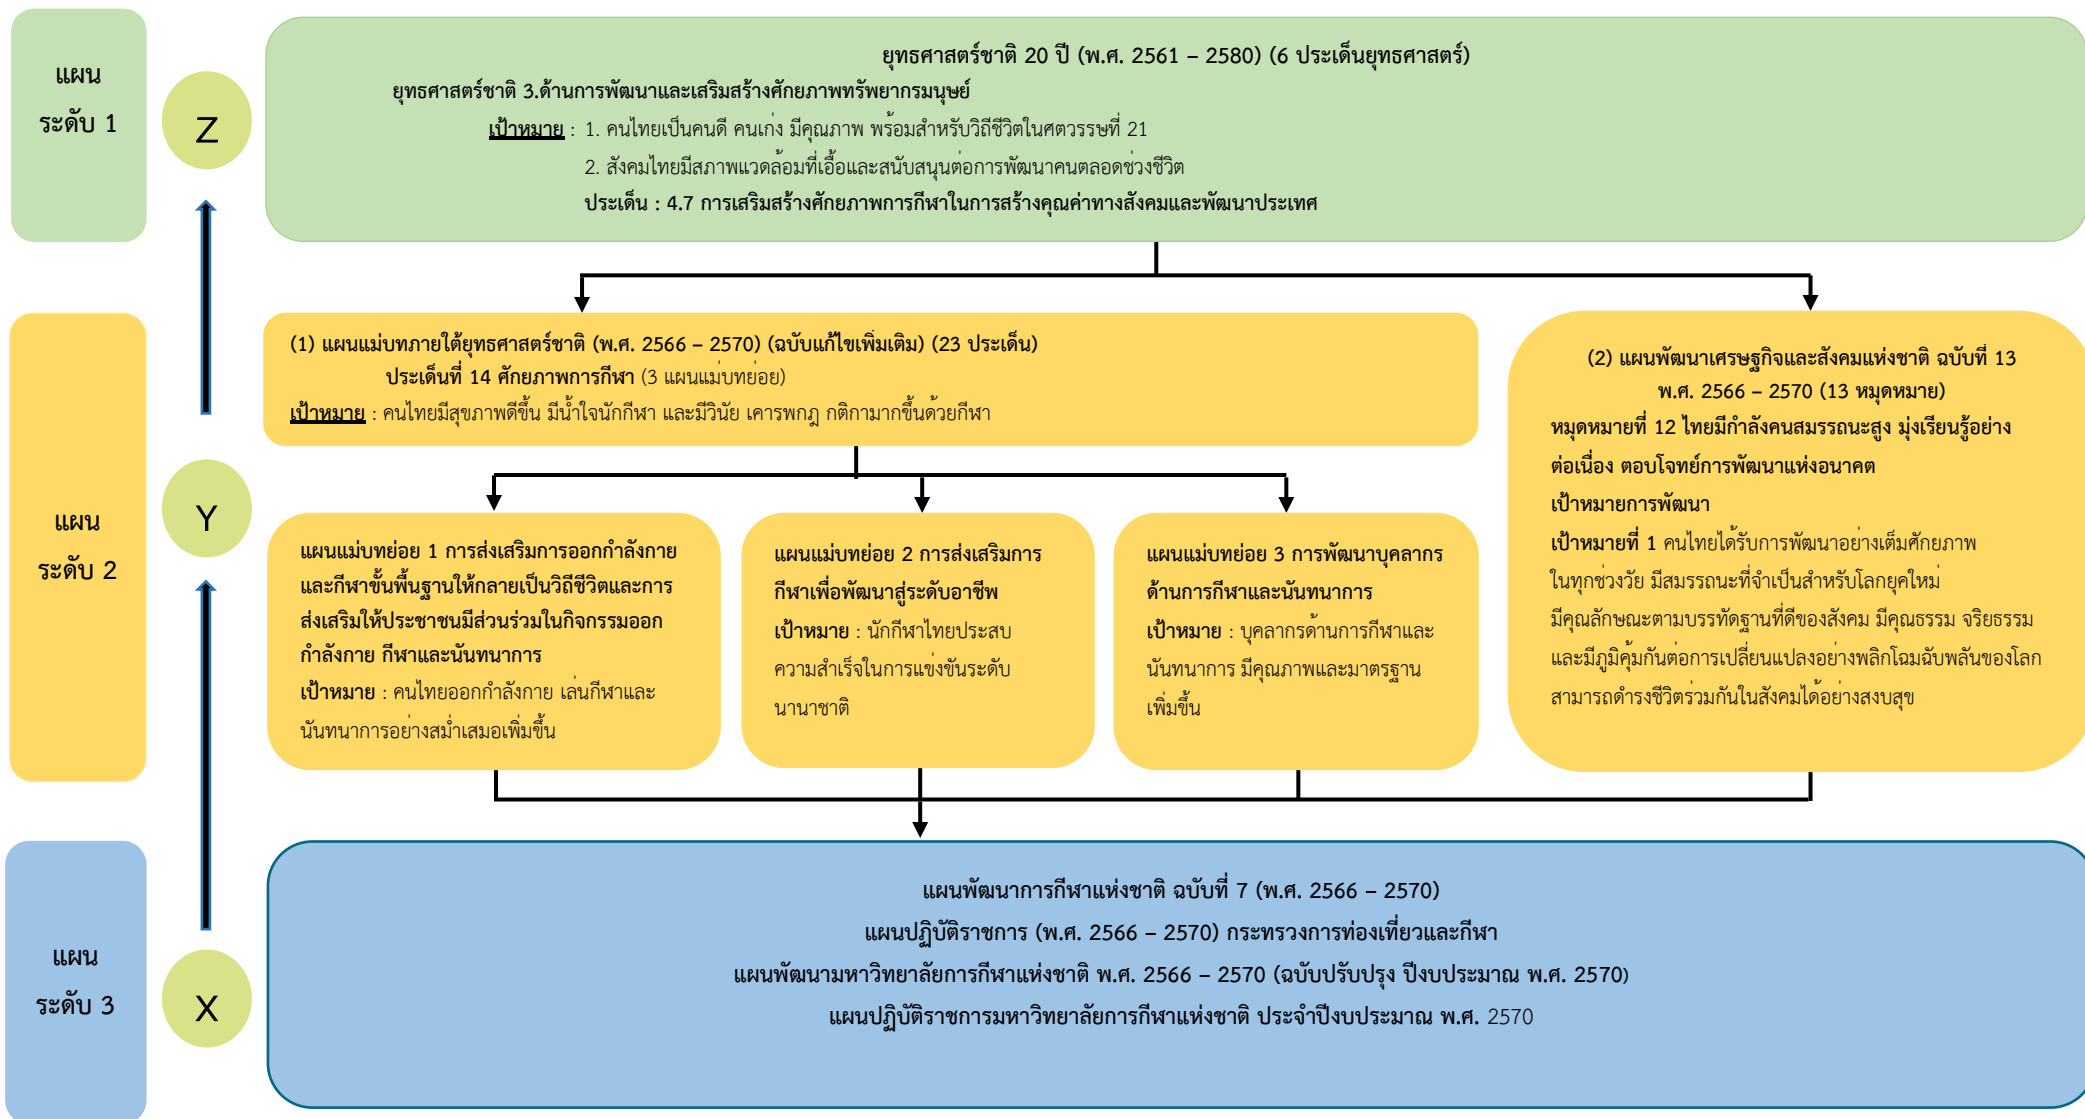 แผน
ระดับ 1
Z
ยุทธศาสตร์ชาติ 20 ปี (พ.ศ. 2561 – 2580) (6 ประเด็นยุทธศาสตร์)
ยุทธศาสตร์ชาติ 3.ด้านการพัฒนาและเสริมสร้างศักยภาพทรัพยากรมนุษย์
เป้าหมาย : 1. คนไทยเป็นคนดี คนเก่ง มีคุณภาพ พร้อมสำหรับวิถีชีวิตในศตวรรษที่ 21
2. สังคมไทยมีสภาพแวดล้อมที่เอื้อและสนับสนุนต่อการพัฒนาคนตลอดช่วงชีวิต
ประเด็น : 4.7 การเสริมสร้างศักยภาพการกีฬาในการสร้างคุณค่าทางสังคมและพัฒนาประเทศ
แผน
ระดับ 2
Y
(1) แผนแม่บทภายใต้ยุทธศาสตร์ชาติ (พ.ศ. 2566 – 2570) (ฉบับแก้ไขเพิ่มเติม) (23 ประเด็น)
ประเด็นที่ 14 ศักยภาพการกีฬา (3 แผนแม่บทย่อย)
เป้าหมาย : คนไทยมีสุขภาพดีขึ้น มีน้ำใจนักกีฬา และมีวินัย เคารพกฎ กติกามากขึ้นด้วยกีฬา
(2) แผนพัฒนาเศรษฐกิจและสังคมแห่งชาติ ฉบับที่ 13
พ.ศ. 2566 – 2570 (13 หมุดหมาย)
หมุดหมายที่ 12 ไทยมีกำลังคนสมรรถนะสูง มุ่งเรียนรู้อย่าง
ต่อเนื่อง ตอบโจทย์การพัฒนาแห่งอนาคต
เป้าหมายการพัฒนา
เป้าหมายที่ 1 คนไทยได้รับการพัฒนาอย่างเต็มศักยภาพ
ในทุกช่วงวัย มีสมรรถนะที่จำเป็นสำหรับโลกยุคใหม่
มีคุณลักษณะตามบรรทัดฐานที่ดีของสังคม มีคุณธรรม จริยธรรม
และมีภูมิคุ้มกันต่อการเปลี่ยนแปลงอย่างพลิกโฉมฉับพลันของโลก
สามารถดำรงชีวิตร่วมกันในสังคมได้อย่างสงบสุข
แผนแม่บทย่อย 1 การส่งเสริมการออกกำลังกาย
และกีฬาขั้นพื้นฐานให้กลายเป็นวิถีชีวิตและการ
ส่งเสริมให้ประชาชนมีส่วนร่วมในกิจกรรมออก
กำลังกาย กีฬาและนันทนาการ
เป้าหมาย : คนไทยออกกำลังกาย เล่นกีฬาและ
นันทนาการอย่างสม่ำเสมอเพิ่มขึ้น
แผนแม่บทย่อย 2 การส่งเสริมการ
กีฬาเพื่อพัฒนาสู่ระดับอาชีพ
เป้าหมาย : นักกีฬาไทยประสบ
ความสำเร็จในการแข่งขันระดับ
นานาชาติ
แผนแม่บทย่อย 3 การพัฒนาบุคลากร
ด้านการกีฬาและนันทนาการ
เป้าหมาย : บุคลากรด้านการกีฬาและ
นันทนาการ มีคุณภาพและมาตรฐาน
เพิ่มขึ้น
แผน
ระดับ 3
X
แผนพัฒนาการกีฬาแห่งชาติ ฉบับที่ 7 (พ.ศ. 2566 – 2570)
แผนปฏิบัติราชการ (พ.ศ. 2566 – 2570) กระทรวงการท่องเที่ยวและกีฬา
แผนพัฒนามหาวิทยาลัยการกีฬาแห่งชาติ พ.ศ. 2566 – 2570 (ฉบับปรับปรุง ปีงบประมาณ พ.ศ. 2570)
แผนปฏิบัติราชการมหาวิทยาลัยการกีฬาแห่งชาติ ประจำปีงบประมาณ พ.ศ. 2570